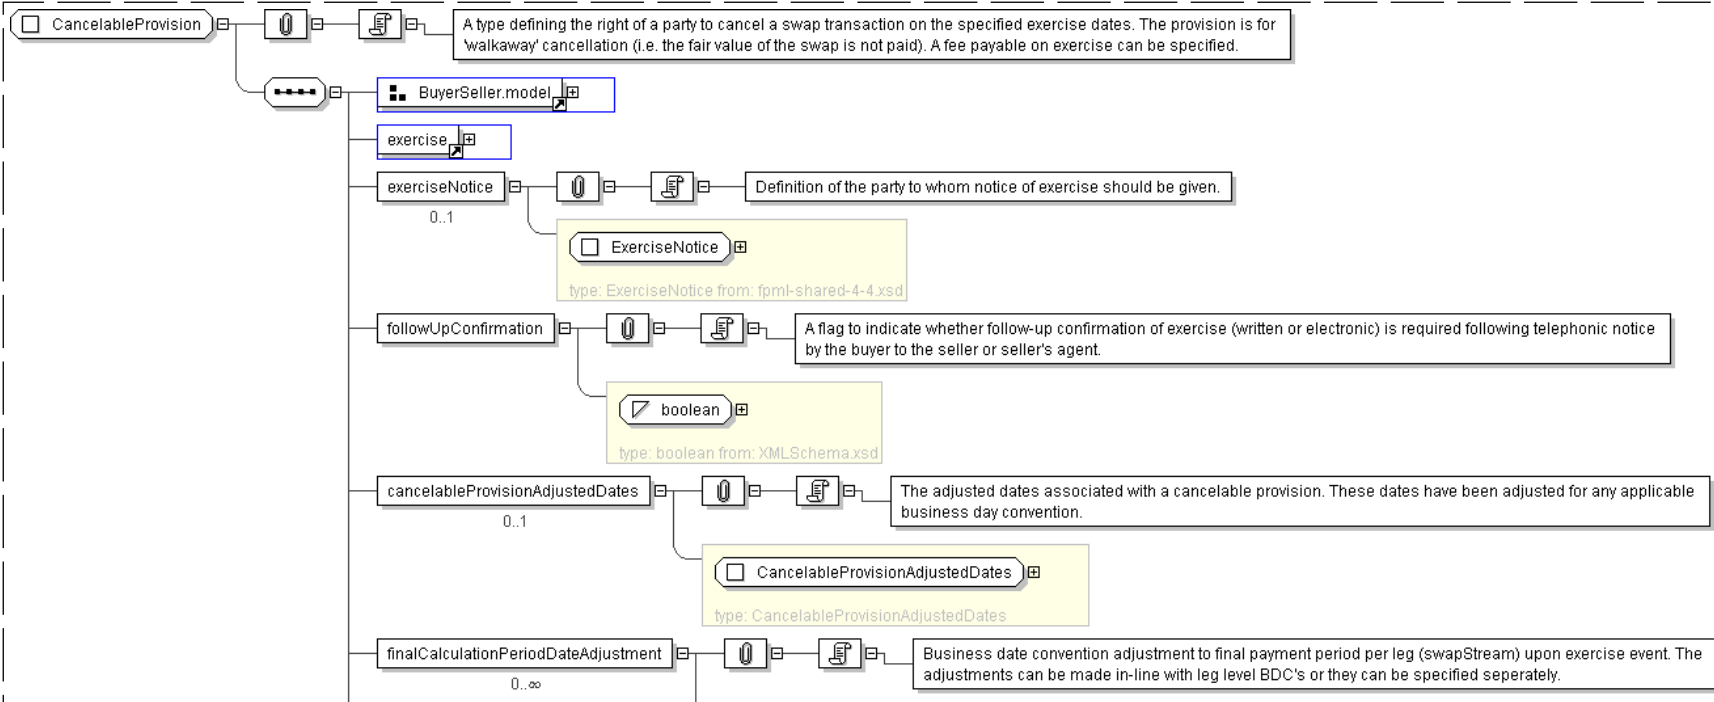 CancelableProvision
A type defining the right of a party to cancel a swap transaction on the specified exercise dates. The provision is for
'walkaway' cancellation (i.e. the fair value of the swap is not paid). A fee payable on exercise can be specified.
BuyerSeller.model
exercise
exerciseNotice
Definition of the party to whom notice of exercise should be given.
0..1
ExerciseNotice
type: ExerciseNotice from: fpml-shared-4-4.xsd
followUpConfirmation
A flag to indicate whether follow-up confirmation of exercise (written or electronic) is required following telephonic notice
by the buyer to the seller or seller's agent.
boolean
type: boolean from: XMLSchema.xsd
cancelableProvisionAdjustedDates
The adjusted dates associated with a cancelable provision. These dates have been adjusted for any applicable
business day convention.
0..1
CancelableProvisionAdjustedDates
type: CancelableProvisionAdjustedDates
finalCalculationPeriodDateAdjustment
Business date convention adjustment to final payment period per leg (swapStream) upon exercise event. The
adjustments can be made in-line with leg level BDC's or they can be specified seperately.
0..∞